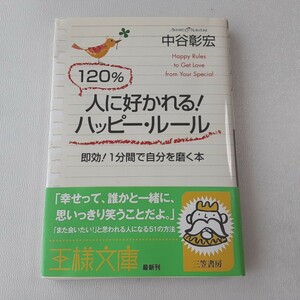 中谷彰宏
Happy Rules
to Get Love
from Your Special
120%
人に好かれる!
ハッピー・ルール
即効!1分間で自分を磨く本
「幸せって、誰かと一緒に、
思いっきり笑うことだよ。」
「また会いたい!」と思われる人になる51の方法
王様文庫
最新刊
三笠書房